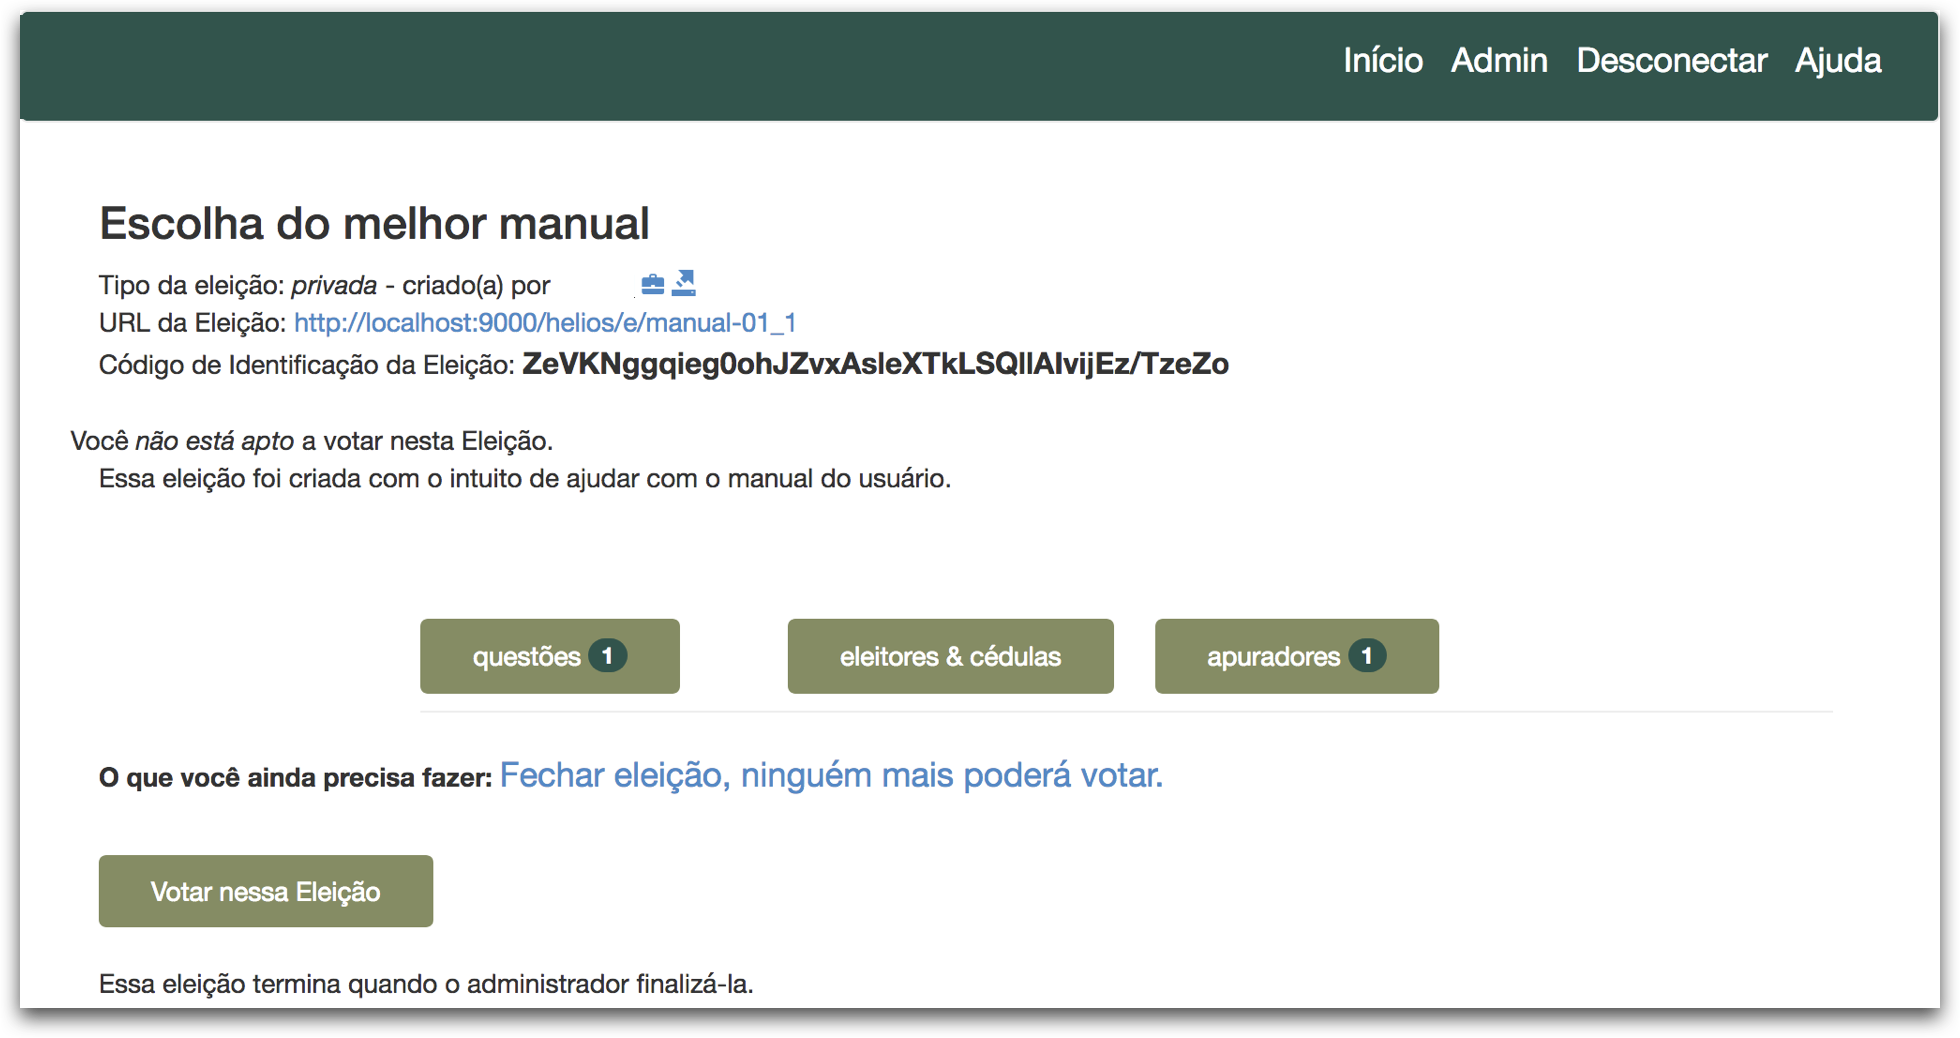 Início Admin Desconectar Ajuda
Escolha do melhor manual
Tipo da eleição: privada - criado(a) por
URL da Eleição: http://localhost:9000/helios/e/manual-01_1
Código de Identificação da Eleição: ZeVKNggqieg0ohJZvxAsleXTkLSQllAlvijEz/TzeZo
Você não está apto a votar nesta Eleição.
Essa eleição foi criada com o intuito de ajudar com o manual do usuário.
questões 1 eleitores & cédulas apuradores 1
O que você ainda precisa fazer: Fechar eleição, ninguém mais poderá votar.
Votar nessa Eleição
Essa eleição termina quando o administrador finalizá-la.